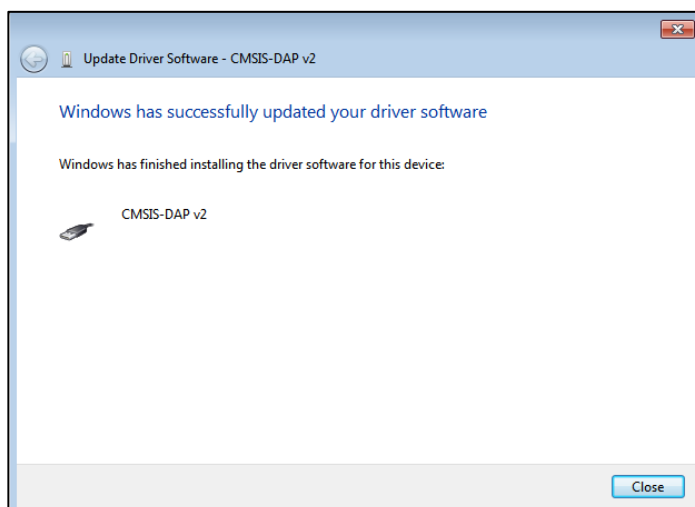 Update Driver Software - CMSIS-DAP v2
Windows has successfully updated your driver software
Windows has finished installing the driver software for this device:
CMSIS-DAP v2
Close